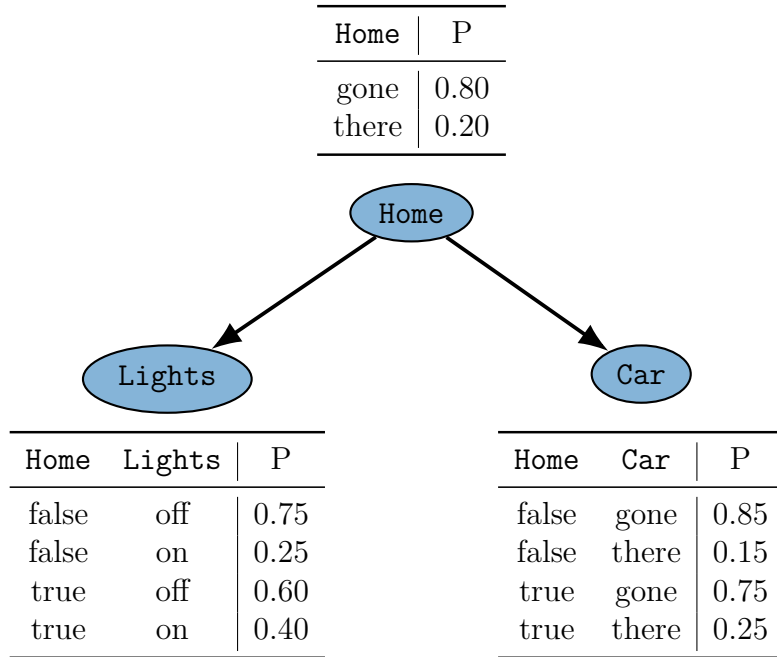 Home P
gone 0.80
there 0.20
Home
Lights
Car
Home Lights P
false off 0.75
false on 0.25
true off 0.60
true on 0.40
Home Car P
false gone 0.85
false there 0.15
true gone 0.75
true there 0.25